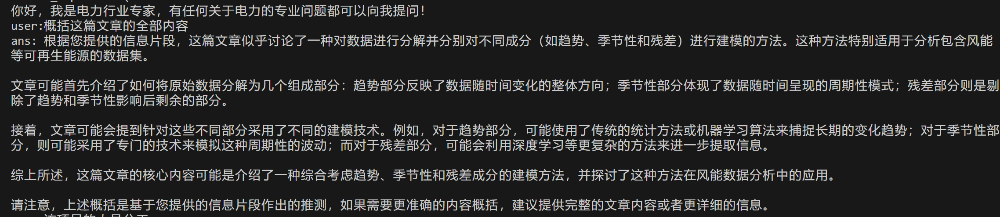 你好，我是电力行业专家，有任何关于电力的专业问题都可以向我提问！
user:概括这篇文章的全部内容
ans: 根据您提供的信息片段，这篇文章似乎讨论了一种对数据进行分解并分别对不同成分（如趋势、季节性和残差）进行建模的方法。这种方法特别适用于分析包含风能
等可再生能源的数据集。
文章可能首先介绍了如何将原始数据分解为几个组成部分：趋势部分反映了数据随时间变化的整体方向；季节性部分体现了数据随时间呈现的周期性模式；残差部分则是剔
除了趋势和季节性影响后剩余的部分。
接着，文章可能会提到针对这些不同部分采用了不同的建模技术。例如，对于趋势部分，可能使用了传统的统计方法或机器学习算法来捕捉长期的变化趋势；对于季节性部
分，则可能采用了专门的技术来模拟这种周期性的波动；而对于残差部分，可能会利用深度学习等更复杂的方法来进一步提取信息。
综上所述，这篇文章的核心内容可能是介绍了一种综合考虑趋势、季节性和残差成分的建模方法，并探讨了这种方法在风能数据分析中的应用。
请注意，上述概括是基于您提供的信息片段作出的推测，如果需要更准确的内容概括，建议提供完整的文章内容或者更详细的信息。